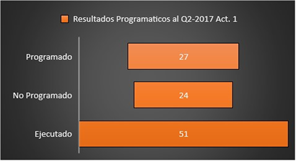 Resultados Programaticos al Q2-2017 Act. 1
Programado
27
No Programado
24
Ejecutado
51